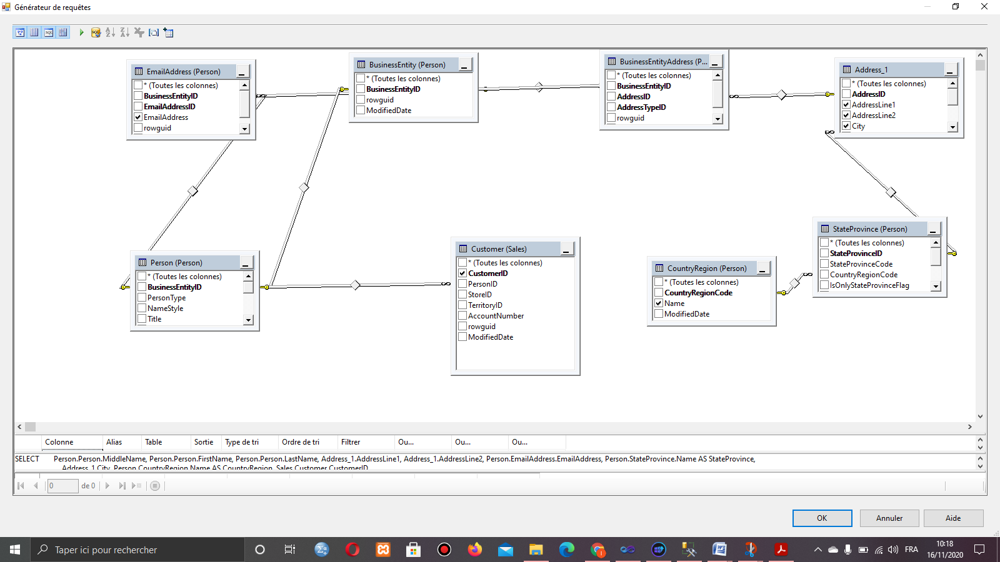 Générateur de requêtes
EmailAddress (Person)
* (Toutes les colonnes)
BusinessEntityID
EmailAddressID
EmailAddress
rowguid
BusinessEntity (Person)
* (Toutes les colonnes)
BusinessEntityID
rowguid
ModifiedDate
BusinessEntityAddress (P...
* (Toutes les colonnes)
BusinessEntityID
AddressID
AddressTypeID
rowguid
Address_1
* (Toutes les colonnes)
AddressID
AddressLine1
AddressLine2
City
Person (Person)
* (Toutes les colonnes)
BusinessEntityID
PersonType
NameStyle
Title
Customer (Sales)
* (Toutes les colonnes)
CustomerID
PersonID
StoreID
TerritoryID
AccountNumber
rowguid
ModifiedDate
CountryRegion (Person)
* (Toutes les colonnes)
CountryRegionCode
Name
ModifiedDate
StateProvince (Person)
* (Toutes les colonnes)
StateProvinceID
StateProvinceCode
CountryRegionCode
IsOnlyStateProvinceFlag
Colonne Alias Table Sortie Type de tri Ordre de tri Filtrer Ou... Ou... Ou...
SELECT Person.Person.MiddleName, Person.Person.FirstName, Person.Person.LastName, Address_1.AddressLine1, Address_1.AddressLine2, Person.EmailAddress.EmailAddress, Person.StateProvince.Name AS StateProvince,
Address_1.City, Person.CountryRegion.Name AS CountryRegion, Sales.Customer.CustomerID
0 de 0
OK Annuler Aide
Taper ici pour rechercher
FRA
10:18
16/11/2020